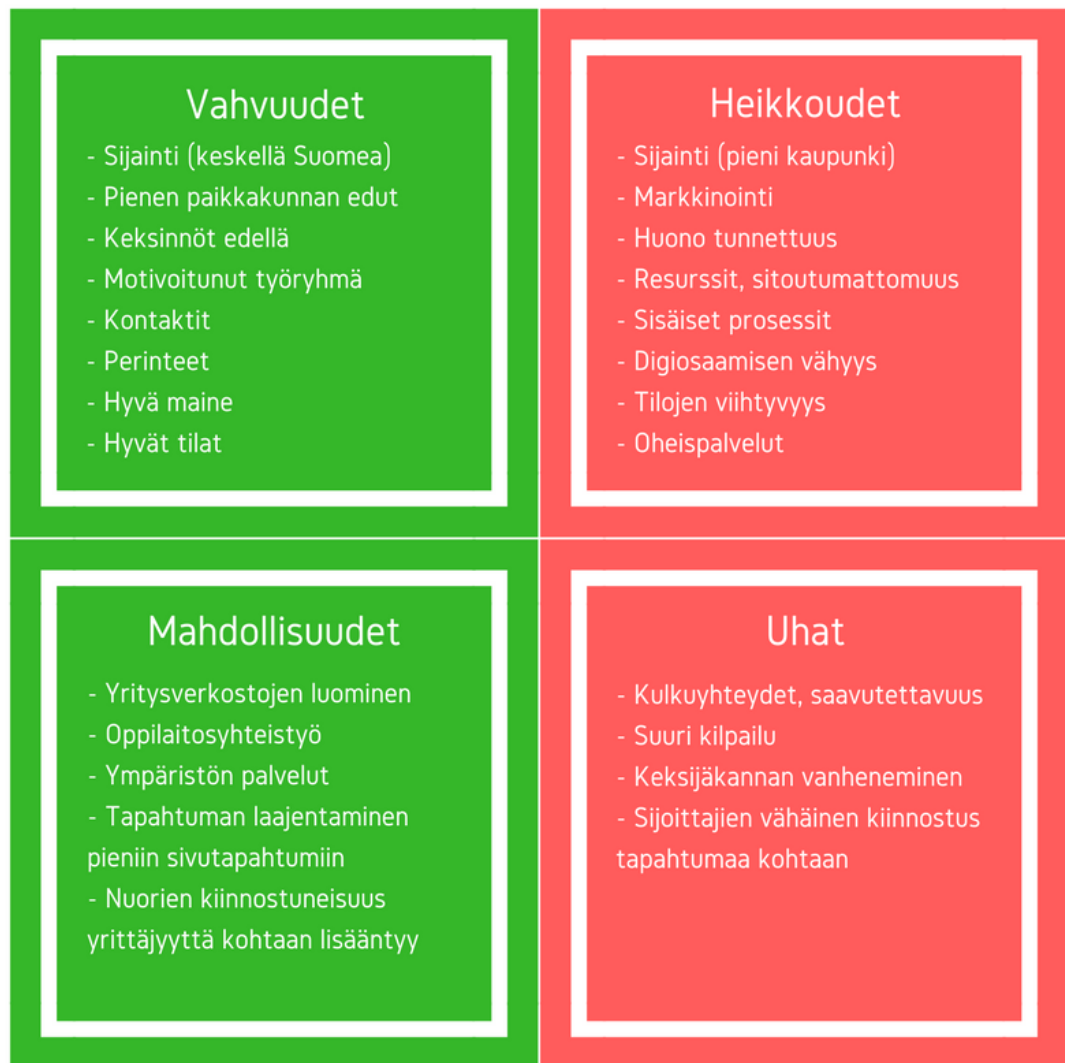 Vahvuudet
- Sijainti (keskellä Suomea)
- Pienen paikkakunnan edut
- Keksinnöt edellä
- Motivoitunut työryhmä
- Kontaktit
- Perinteet
- Hyvä maine
- Hyvät tilat
Heikkoudet
- Sijainti (pieni kaupunki)
- Markkinointi
- Huono tunnettuus
- Resurssit, sitoutumattomuus
- Sisäiset prosessit
- Digiosaamisen vähyys
- Tilojen viihtyvyys
- Oheispalvelut
Mahdollisuudet
- Yritysverkostojen luominen
- Oppilaitosyhteistyö
- Ympäristön palvelut
- Tapahtuman laajentaminen
pieniin sivutapahtumiin
- Nuorien kiinnostuneisuus
yrittäjyyttä kohtaan lisääntyy
Uhat
- Kulkuyhteydet, saavutettavuus
- Suuri kilpailu
- Keksijäkannan vanheneminen
- Sijoittajien vähäinen kiinnostus
tapahtumaa kohtaan